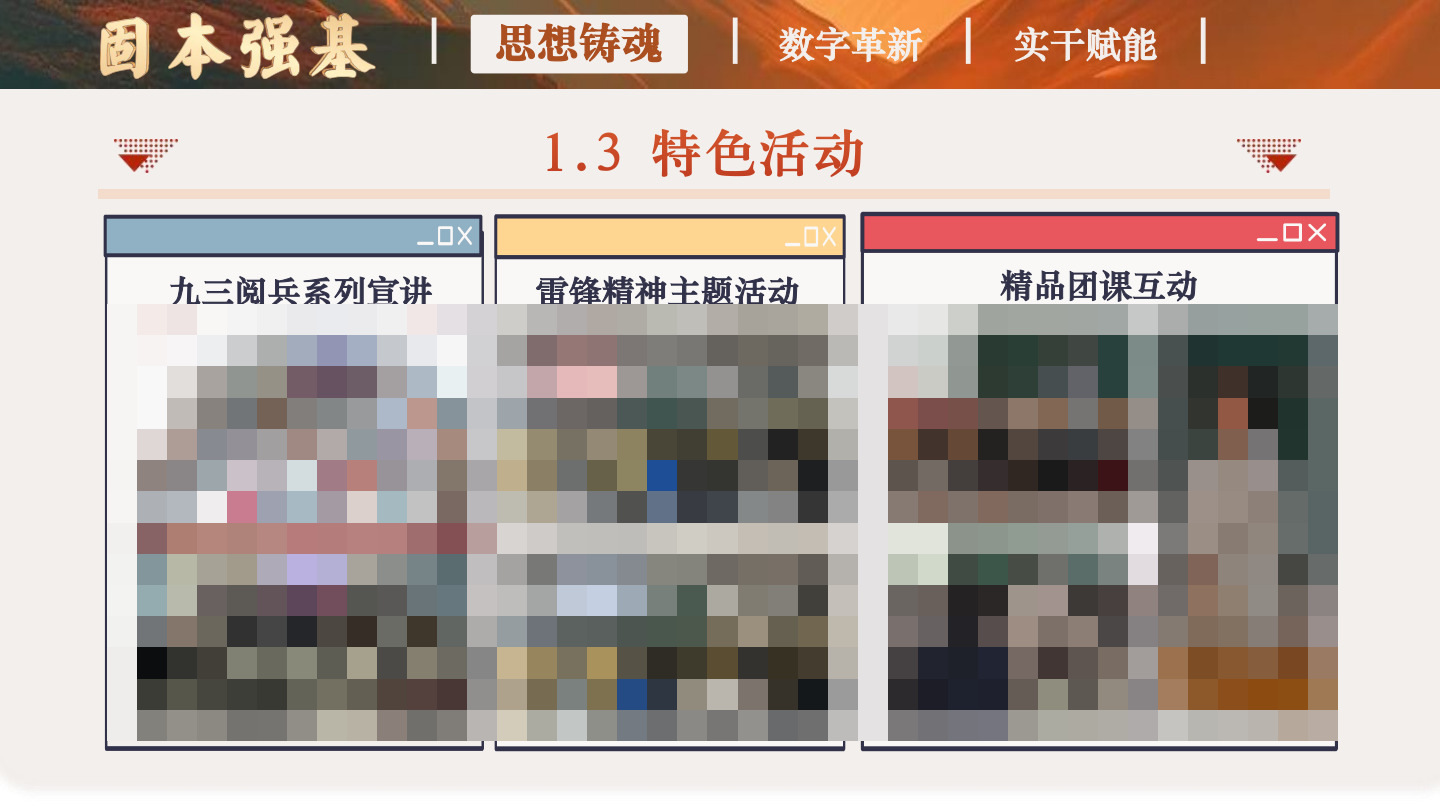 固本强基
思想铸魂
数字革新
实干赋能
1.3 特色活动
九三阅兵系列宣讲
雷锋精神主题活动
精品团课互动